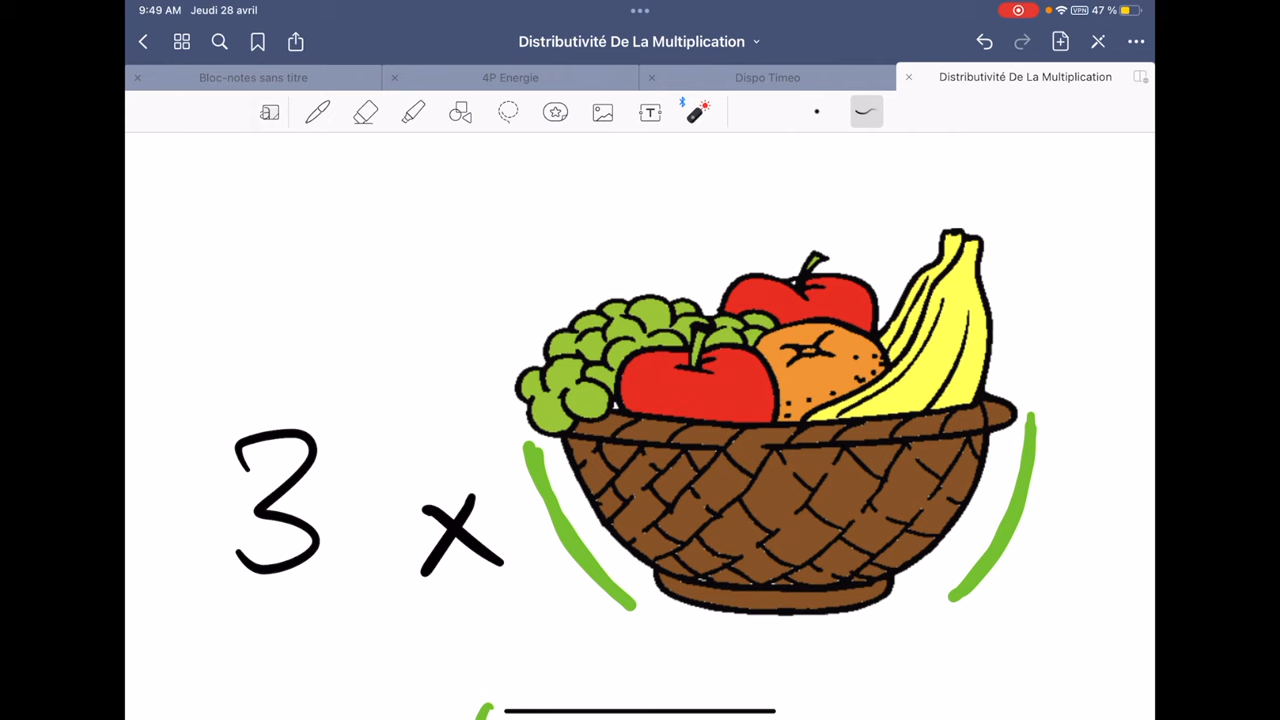 9:49 AM Jeudi 28 avril
VPN 47 %
Distributivité De La Multiplication
Bloc-notes sans titre
4P Energie
Dispo Timeo
Distributivité De La Multiplication
T
3 x